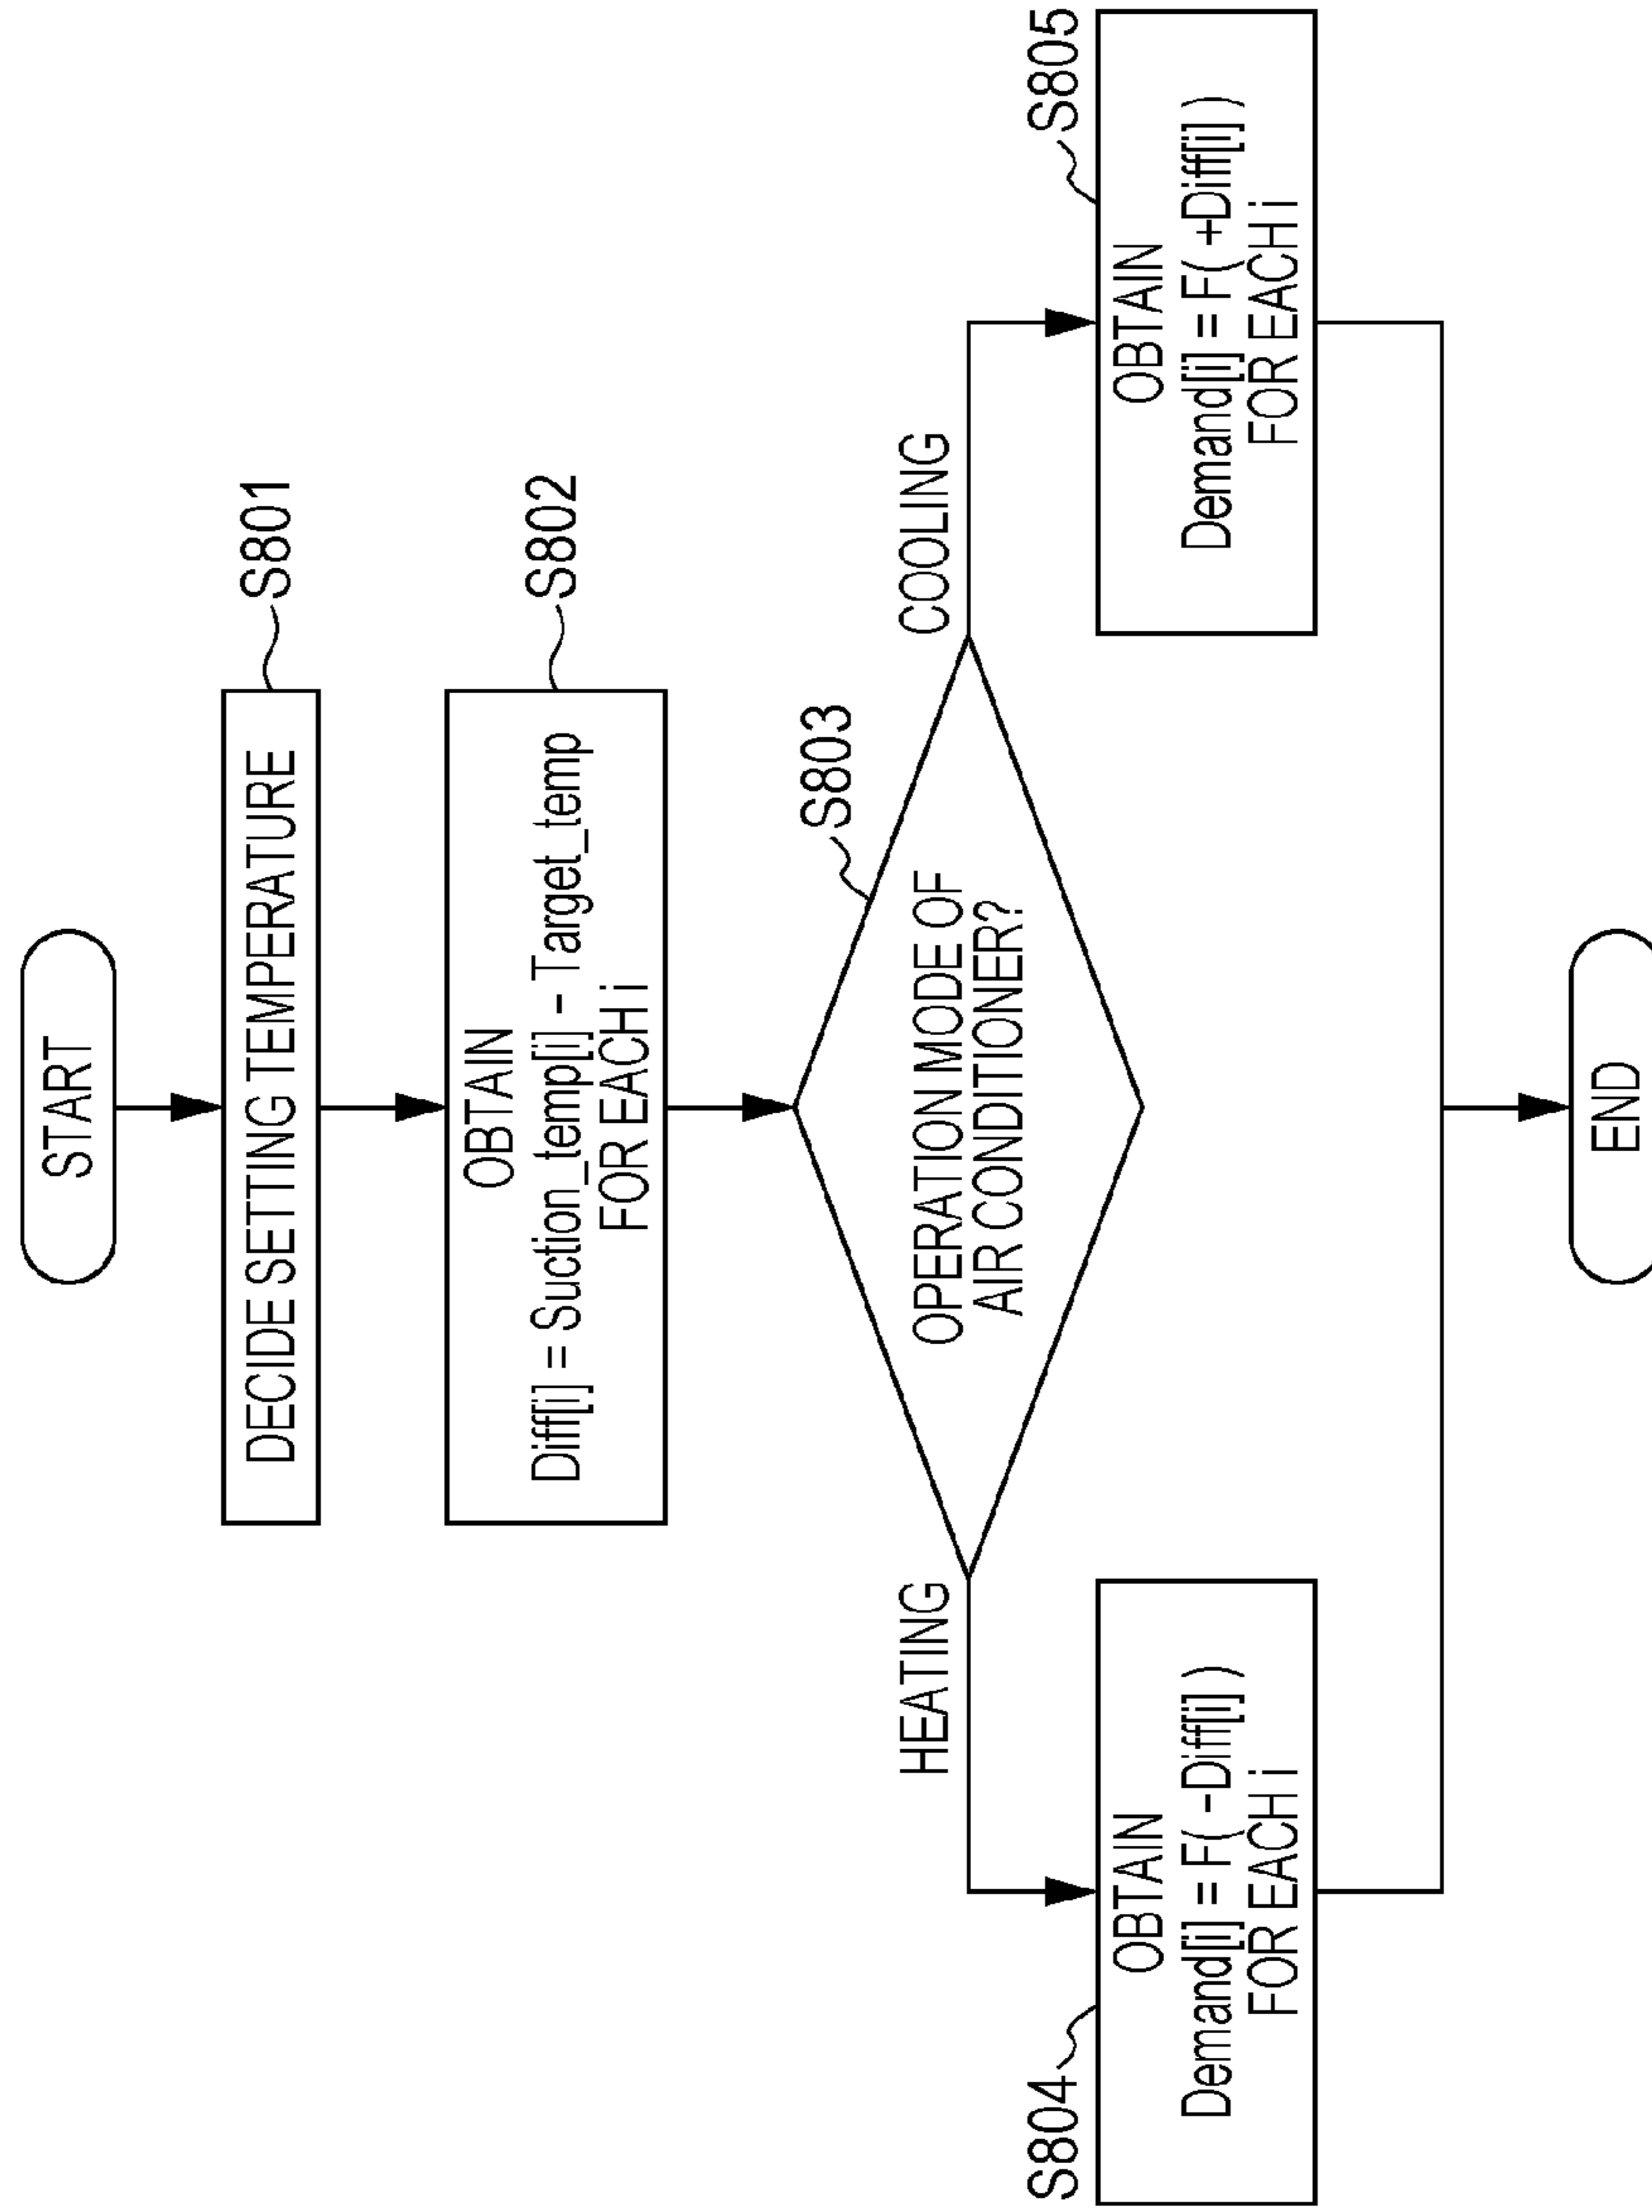 START
DECIDE SETTING TEMPERATURE
S801
OBTAIN
Diff[i] = Suction_temp[i] - Target_temp
FOR EACH i
S802
OPERATION MODE OF
AIR CONDITIONER?
S803
HEATING
COOLING
S804
OBTAIN
Demand[i] = F( -Diff[i] )
FOR EACH i
S805
OBTAIN
Demand[i] = F( +Diff[i] )
FOR EACH i
END